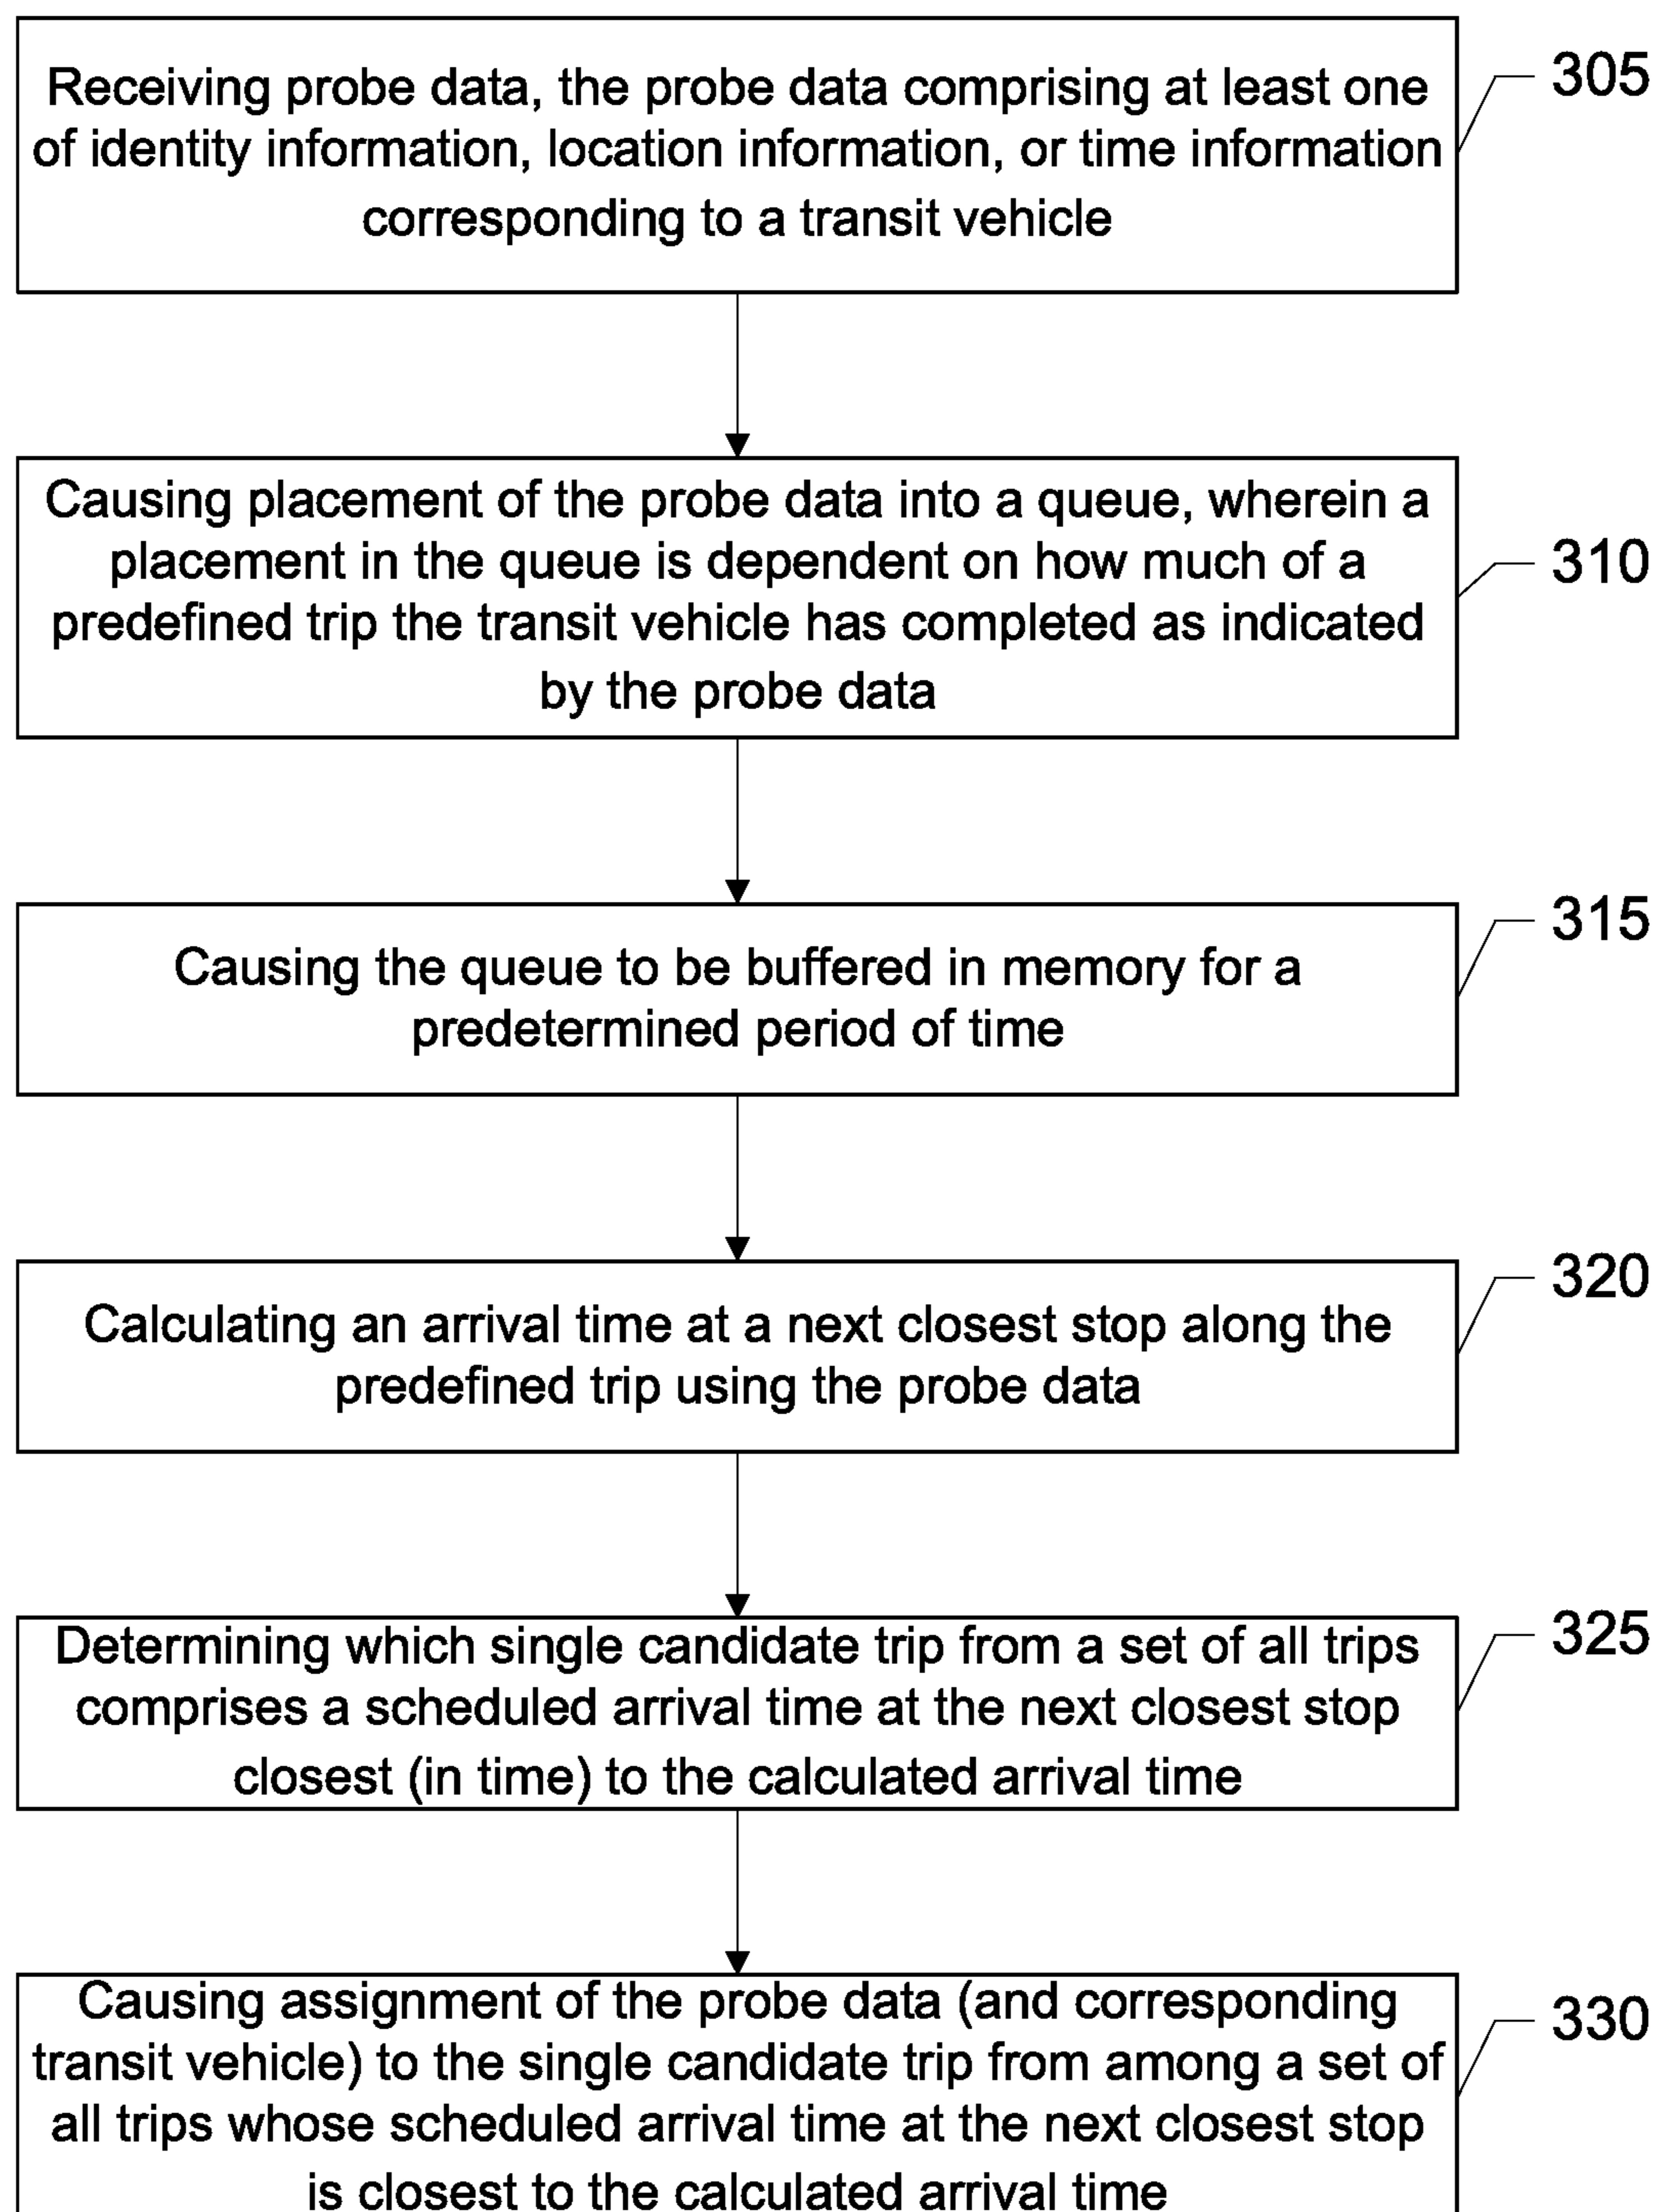 Receiving probe data, the probe data comprising at least one
of identity information, location information, or time information
corresponding to a transit vehicle
305
Causing placement of the probe data into a queue, wherein a
placement in the queue is dependent on how much of a
predefined trip the transit vehicle has completed as indicated
by the probe data
310
Causing the queue to be buffered in memory for a
predetermined period of time
315
Calculating an arrival time at a next closest stop along the
predefined trip using the probe data
320
Determining which single candidate trip from a set of all trips
comprises a scheduled arrival time at the next closest stop
closest (in time) to the calculated arrival time
325
Causing assignment of the probe data (and corresponding
transit vehicle) to the single candidate trip from among a set of
all trips whose scheduled arrival time at the next closest stop
is closest to the calculated arrival time
330